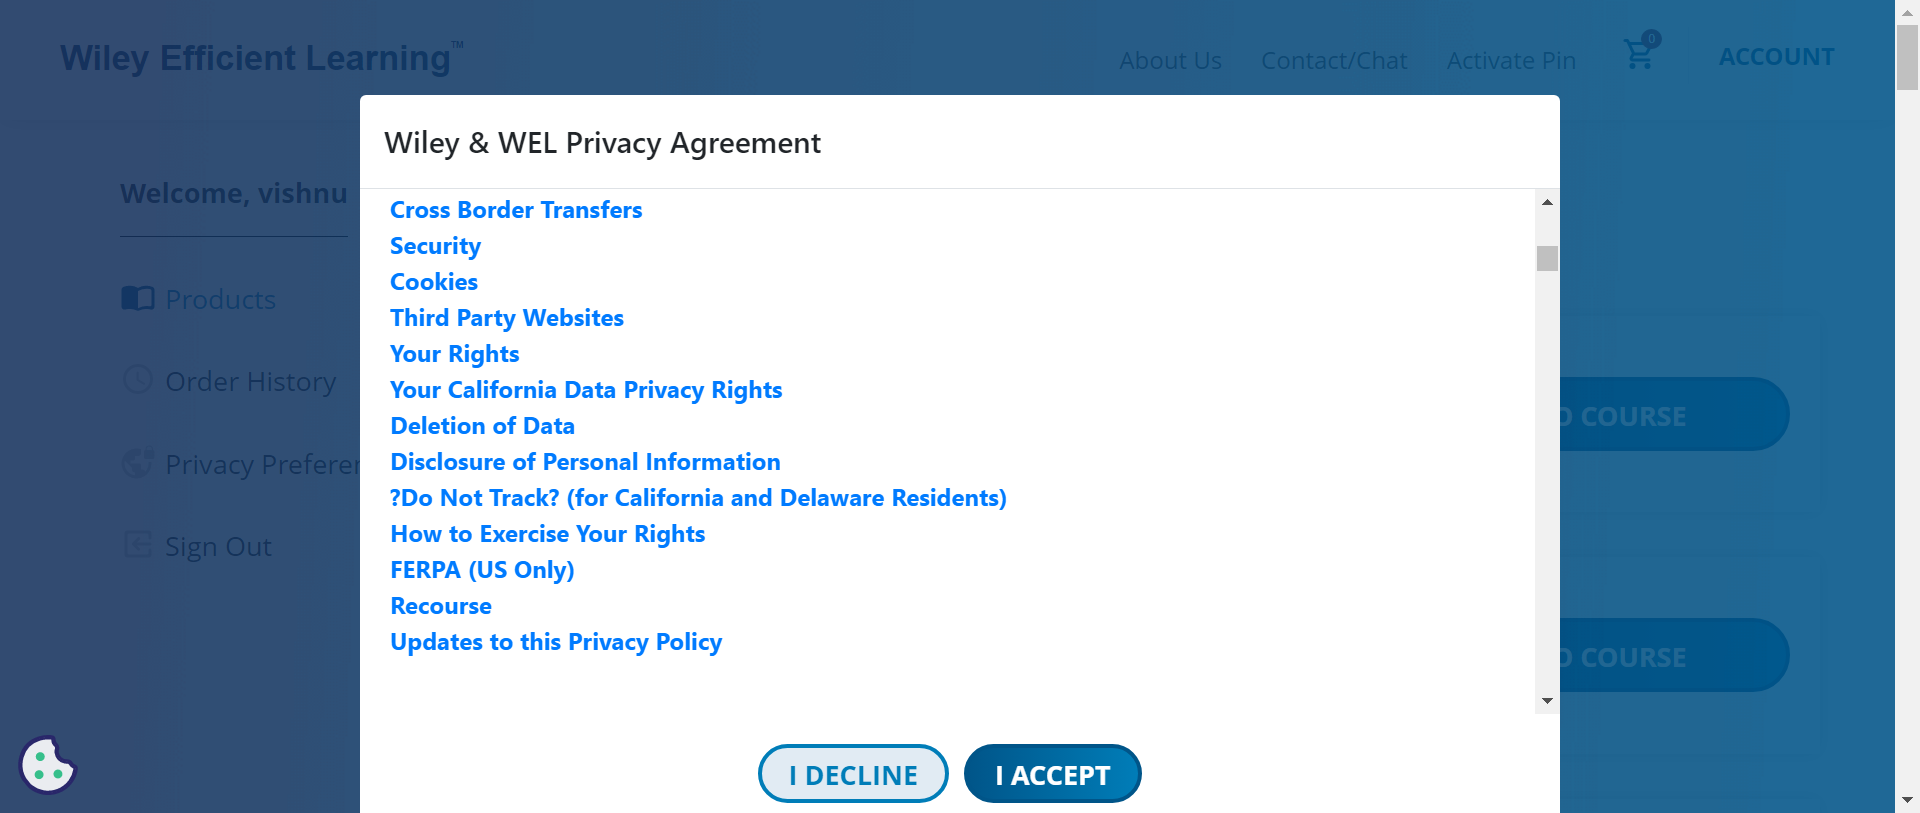 Wiley Efficient Learning™
About Us
Contact/Chat
Activate Pin
0
ACCOUNT
Welcome, vishnu
Products
Order History
Privacy Preferen
Sign Out
Wiley & WEL Privacy Agreement
Cross Border Transfers
Security
Cookies
Third Party Websites
Your Rights
Your California Data Privacy Rights
Deletion of Data
Disclosure of Personal Information
?Do Not Track? (for California and Delaware Residents)
How to Exercise Your Rights
FERPA (US Only)
Recourse
Updates to this Privacy Policy
O COURSE
O COURSE
I DECLINE
I ACCEPT